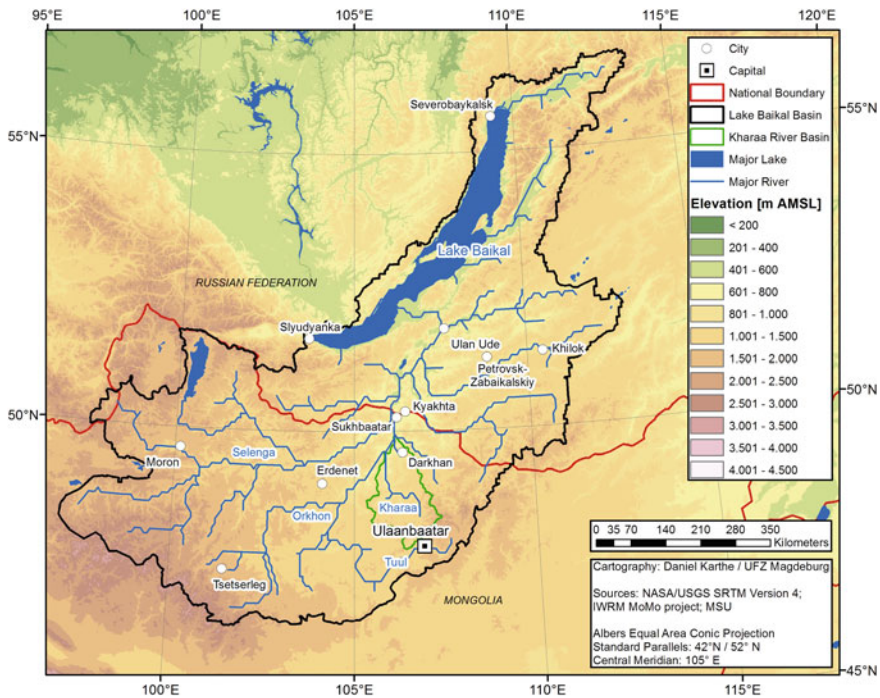 95°E
100°E
105°E
110°E
115°E
120°E
55°N
50°N
55°N
50°N
45°N
100°E
105°E
110°E
115°E
Severobaykalsk
Lake Baikal
RUSSIAN FEDERATION
Slyudyanka
Ulan Ude
Khilok
Petrovsk-
Zabaikalskiy
Kyakhta
Sukhbaatar
Moron
Selenga
Darkhan
Erdenet
Orkhon
Kharaa
Ulaanbaatar
Tuul
Tsetserleg
MONGOLIA
City
Capital
National Boundary
Lake Baikal Basin
Kharaa River Basin
Major Lake
Major River
Elevation [m AMSL]
< 200
201 - 400
401 - 600
601 - 800
801 - 1.000
1.001 - 1.500
1.501 - 2.000
2.001 - 2.500
2.501 - 3.000
3.001 - 3.500
3.501 - 4.000
4.001 - 4.500
0 35 70 140 210 280 350
Kilometers
Cartography: Daniel Karthe / UFZ Magdeburg
Sources: NASA/USGS SRTM Version 4;
IWRM MoMo project; MSU
Albers Equal Area Conic Projection
Standard Parallels: 42°N / 52° N
Central Meridian: 105° E